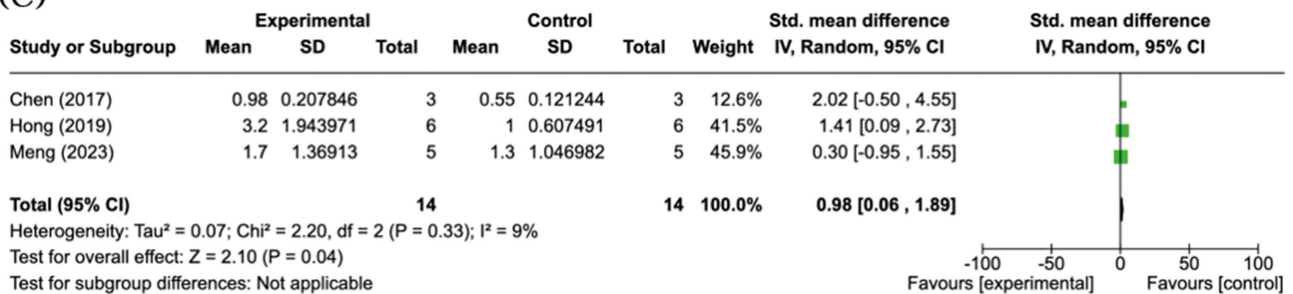 (C)
Experimental Control Std. mean difference Std. mean difference
Study or Subgroup Mean SD Total Mean SD Total Weight IV, Random, 95% CI IV, Random, 95% CI
Chen (2017) 0.98 0.207846 3 0.55 0.121244 3 12.6% 2.02 [-0.50 , 4.55]
Hong (2019) 3.2 1.943971 6 1 0.607491 6 41.5% 1.41 [0.09 , 2.73]
Meng (2023) 1.7 1.36913 5 1.3 1.046982 5 45.9% 0.30 [-0.95 , 1.55]
Total (95% CI) 14 14 100.0% 0.98 [0.06 , 1.89]
Heterogeneity: Tau² = 0.07; Chi² = 2.20, df = 2 (P = 0.33); I² = 9%
Test for overall effect: Z = 2.10 (P = 0.04)
-100 -50 0 50 100
Test for subgroup differences: Not applicable Favours [experimental] Favours [control]